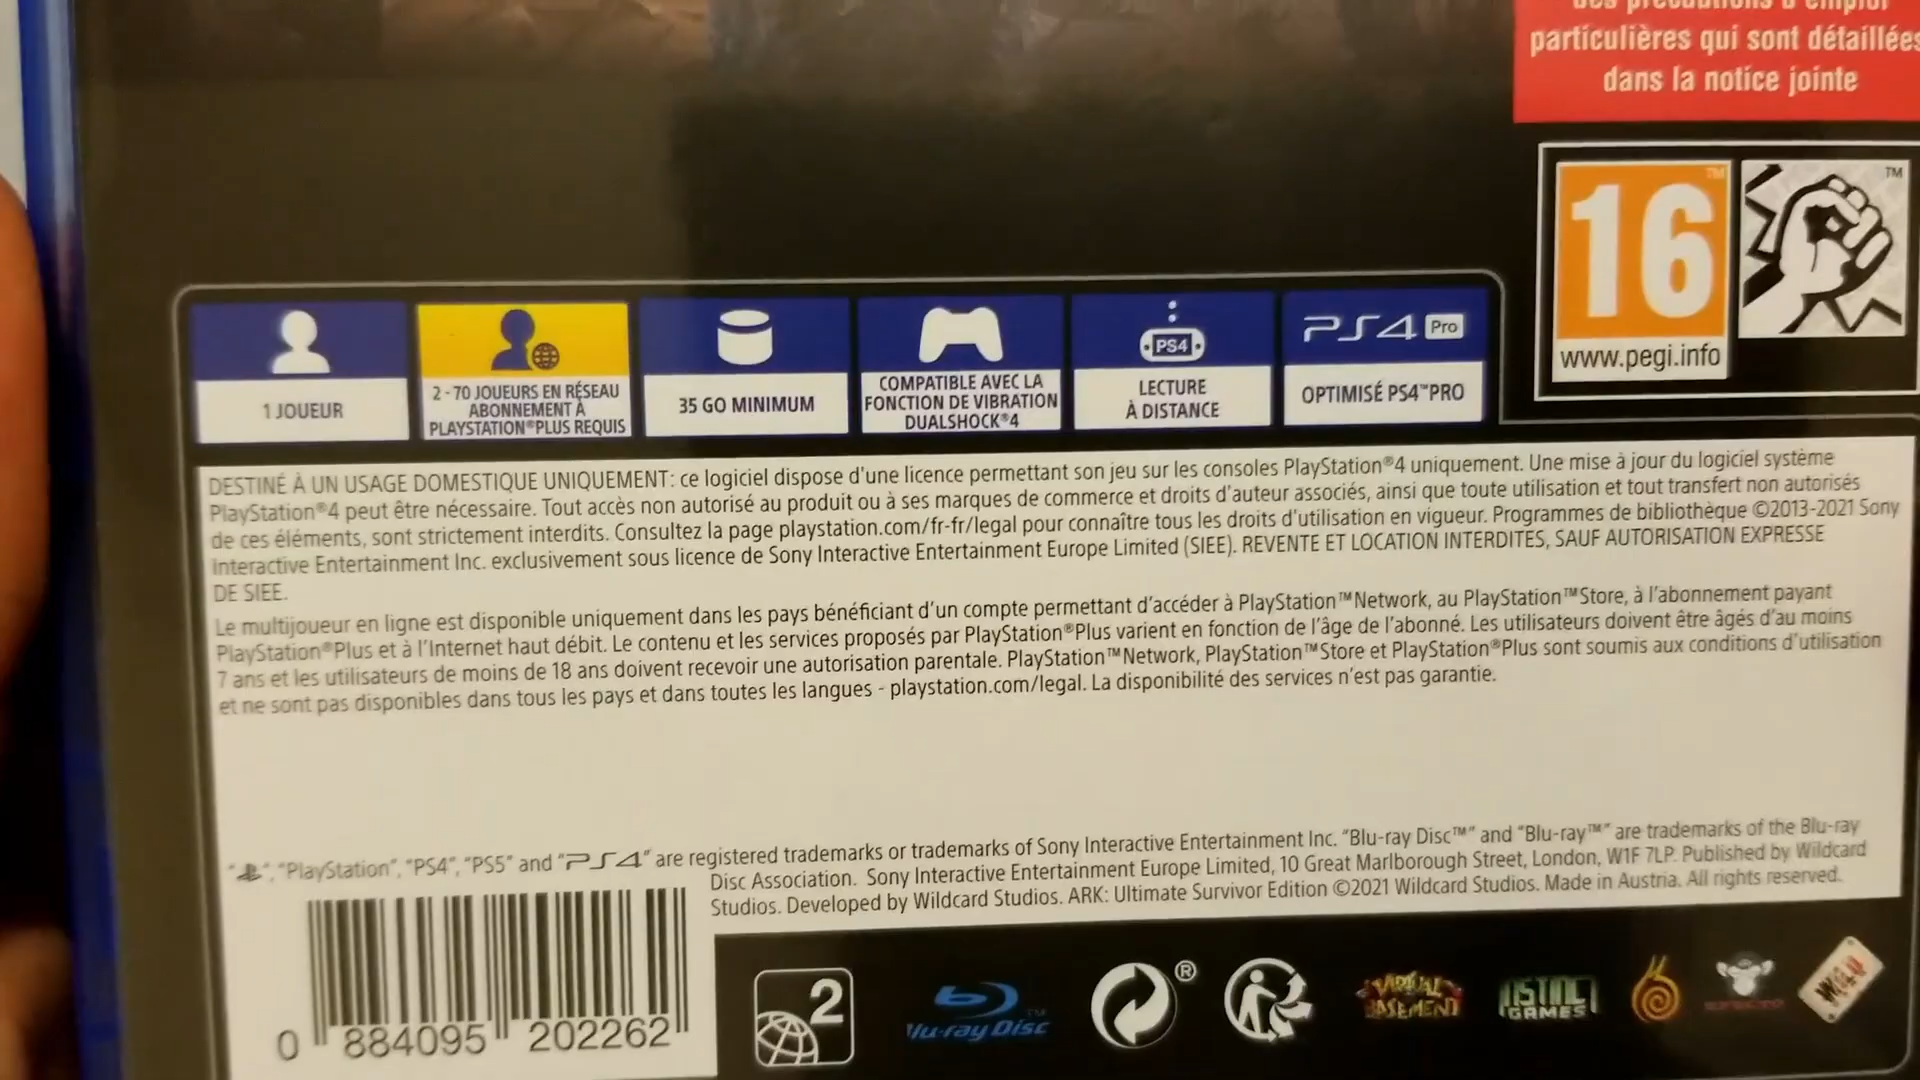 particulières qui sont détaillées
dans la notice jointe
16
TM
TM
www.pegi.info
1 JOUEUR
2 - 70 JOUEURS EN RÉSEAU
ABONNEMENT À
PLAYSTATION®PLUS REQUIS
35 GO MINIMUM
COMPATIBLE AVEC LA
FONCTION DE VIBRATION
DUALSHOCK®4
PS4
LECTURE
À DISTANCE
PS4 Pro
OPTIMISÉ PS4™PRO
DESTINÉ À UN USAGE DOMESTIQUE UNIQUEMENT: ce logiciel dispose d'une licence permettant son jeu sur les consoles PlayStation®4 uniquement. Une mise à jour du logiciel système
PlayStation®4 peut être nécessaire. Tout accès non autorisé au produit ou à ses marques de commerce et droits d'auteur associés, ainsi que toute utilisation et tout transfert non autorisés
de ces éléments, sont strictement interdits. Consultez la page playstation.com/fr-fr/legal pour connaître tous les droits d'utilisation en vigueur. Programmes de bibliothèque ©2013-2021 Sony
Interactive Entertainment Inc. exclusivement sous licence de Sony Interactive Entertainment Europe Limited (SIEE). REVENTE ET LOCATION INTERDITES, SAUF AUTORISATION EXPRESSE
DE SIEE.
Le multijoueur en ligne est disponible uniquement dans les pays bénéficiant d'un compte permettant d'accéder à PlayStation™Network, au PlayStation™Store, à l'abonnement payant
PlayStation®Plus et à l'Internet haut débit. Le contenu et les services proposés par PlayStation®Plus varient en fonction de l'âge de l'abonné. Les utilisateurs doivent être âgés d'au moins
7 ans et les utilisateurs de moins de 18 ans doivent recevoir une autorisation parentale. PlayStation™Network, PlayStation™Store et PlayStation®Plus sont soumis aux conditions d'utilisation
et ne sont pas disponibles dans tous les pays et dans toutes les langues - playstation.com/legal. La disponibilité des services n'est pas garantie.
"PlayStation", "PS4", "PS5" and "PS4" are registered trademarks or trademarks of Sony Interactive Entertainment Inc. "Blu-ray Disc™" and "Blu-ray™" are trademarks of the Blu-ray
Disc Association. Sony Interactive Entertainment Europe Limited, 10 Great Marlborough Street, London, W1F 7LP. Published by Wildcard
Studios. Developed by Wildcard Studios. ARK: Ultimate Survivor Edition ©2021 Wildcard Studios. Made in Austria. All rights reserved.
0 884095 202262
2
Blu-ray Disc TM
®
VIRTUAL
BASEMENT
INSTINCT
GAMES